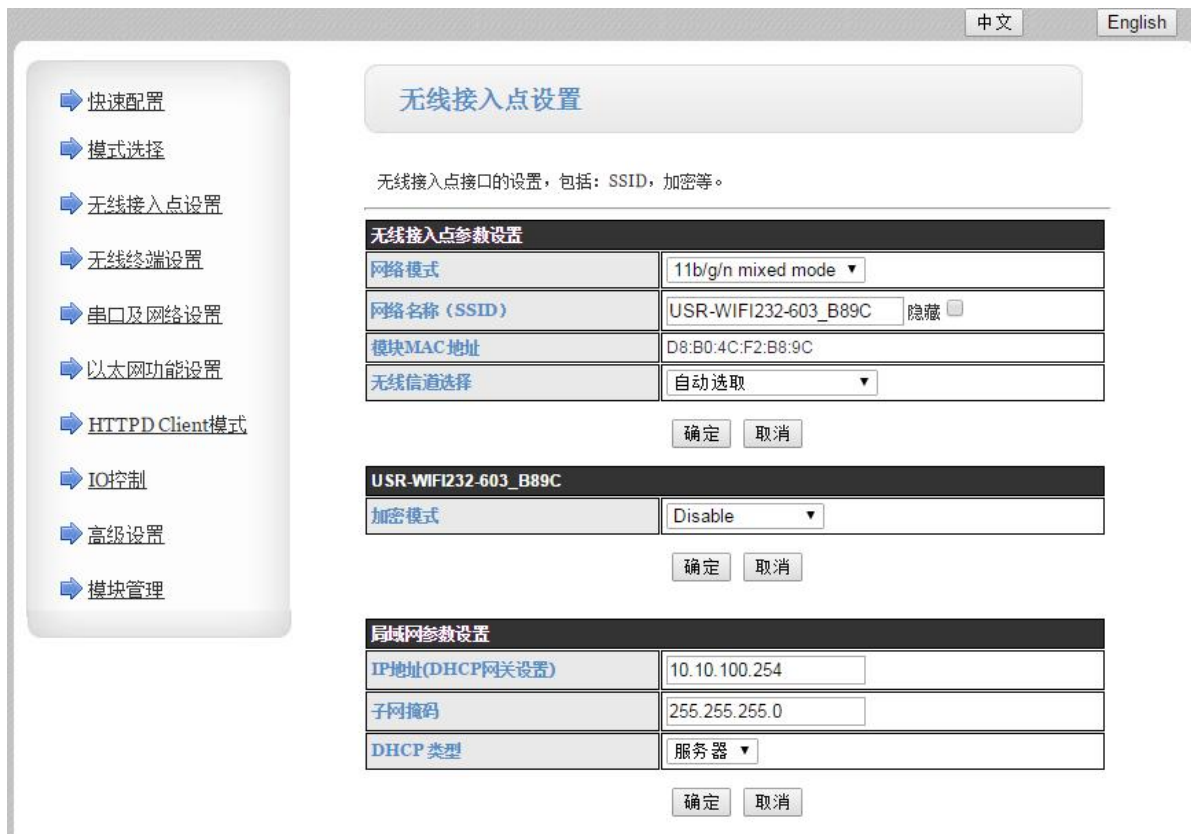 中文 English
快速配置
模式选择
无线接入点设置
无线终端设置
串口及网络设置
以太网功能设置
HTTPD Client模式
IO控制
高级设置
模块管理
无线接入点设置
无线接入点接口的设置，包括：SSID，加密等。
无线接入点参数设置
网络模式 11b/g/n mixed mode
网络名称（SSID） USR-WIFI232-603_B89C 隐藏
模块MAC地址 D8:B0:4C:F2:B8:9C
无线信道选择 自动选取
确定 取消
USR-WIFI232-603_B89C
加密模式 Disable
确定 取消
局域网参数设置
IP地址(DHCP网关设置) 10.10.100.254
子网掩码 255.255.255.0
DHCP 类型 服务器
确定 取消